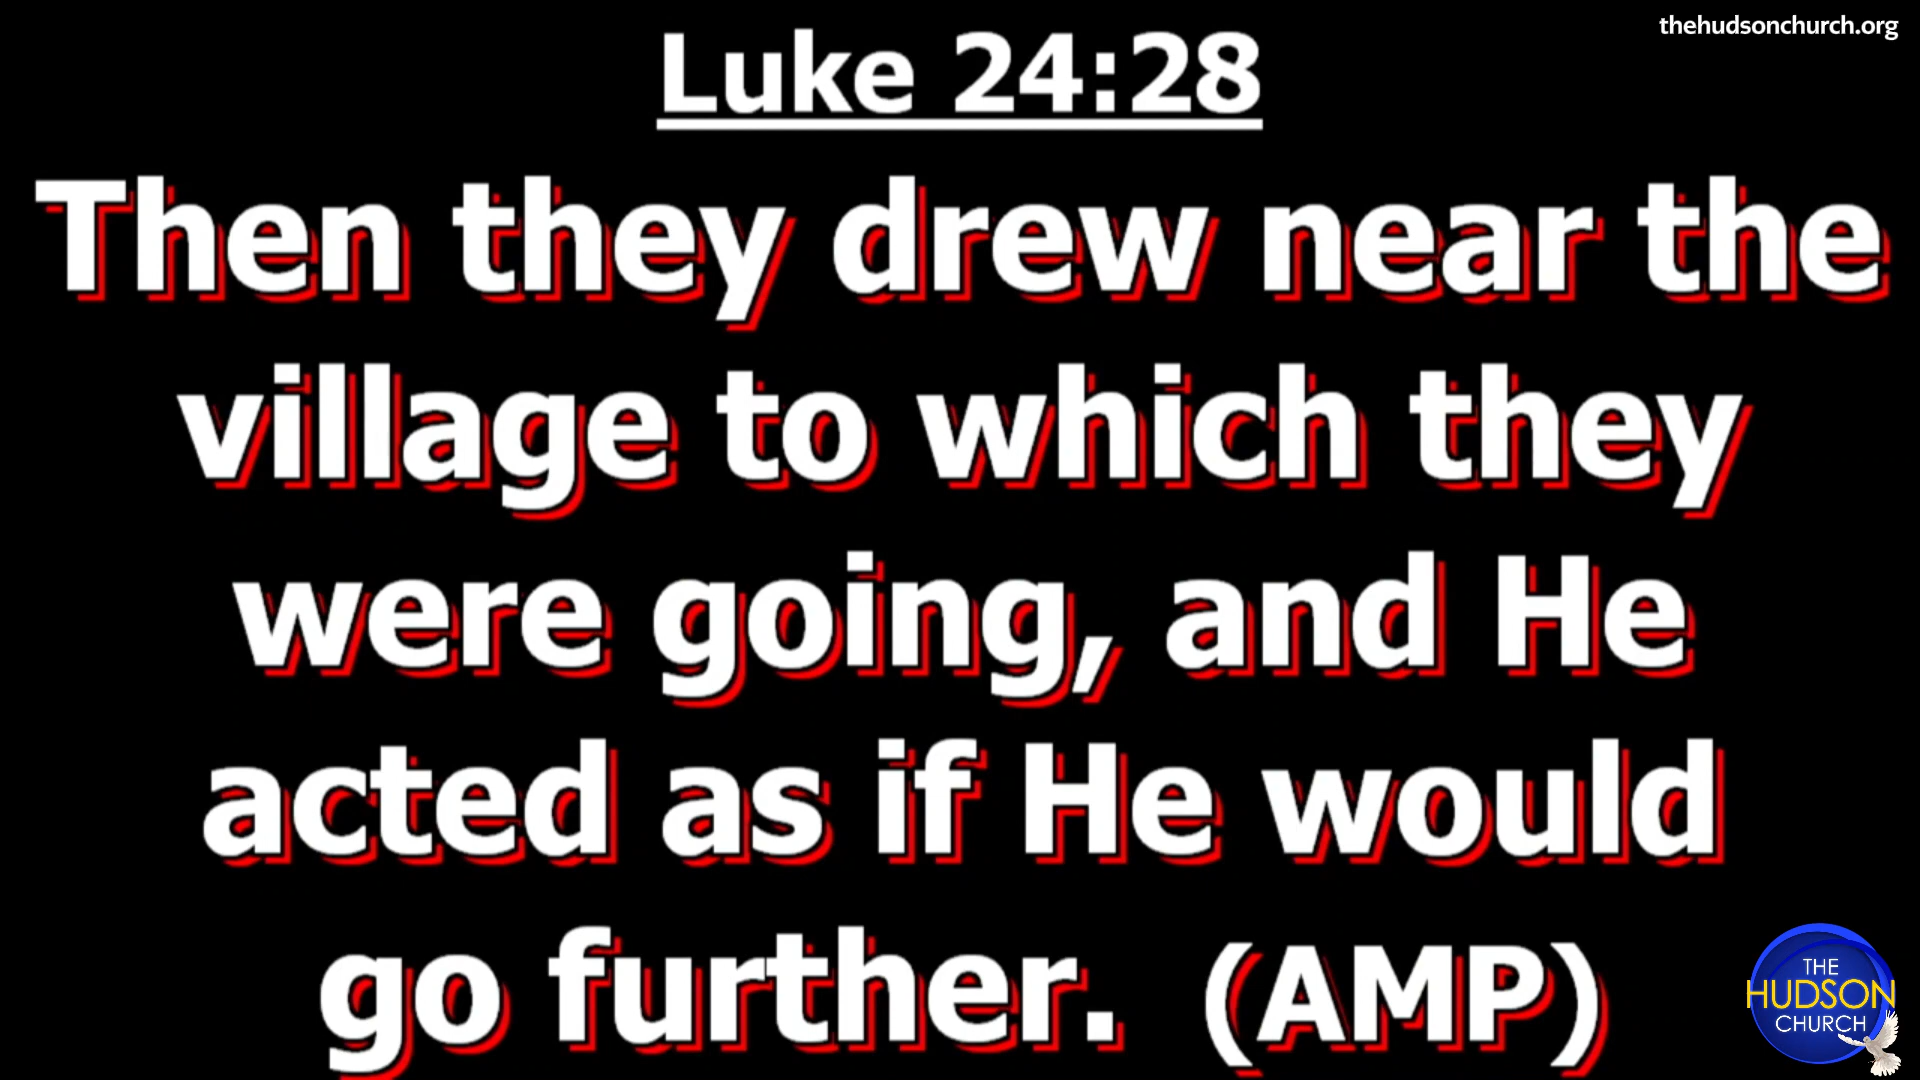 thehudsonchurch.org
Luke 24:28
Then they drew near the
village to which they
were going, and He
acted as if He would
go further. (AMP)
THE
HUDSON
CHURCH